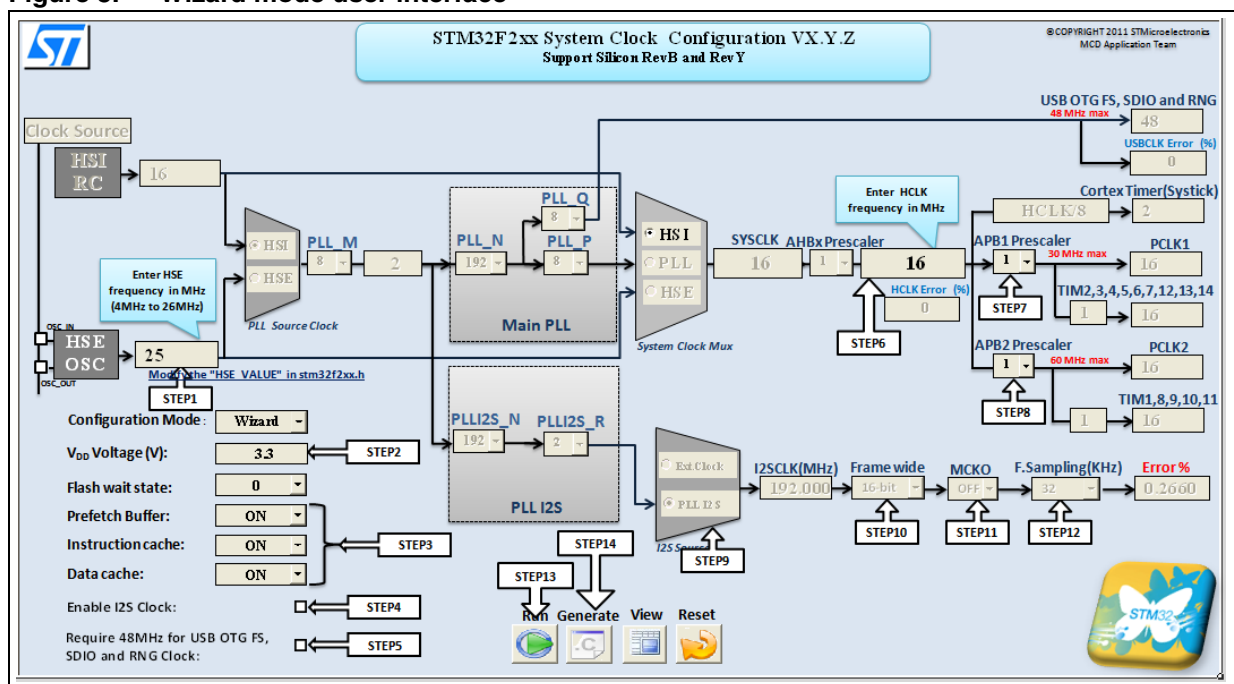 Figure 3. Wizard mode user interface
ST
STM32F2xx System Clock Configuration VX.Y.Z
Support Silicon RevB and RevY
©COPYRIGHT 2011 STMicroelectronics
MCD Application Team
USB OTG FS, SDIO and RNG
48 MHz max
48
USBCLK Error (%)
0
Clock Source
HSI
RC
16
Enter HSE
frequency in MHz
(4MHz to 26MHz)
HSI
HSE
PLL Source Clock
PLL_M
8
2
PLL_N
192
PLL_Q
8
PLL_P
8
Main PLL
HSI
PLL
HSE
System Clock Mux
SYSCLK
16
AHBx Prescaler
1
Enter HCLK
frequency in MHz
16
HCLK Error (%)
0
STEP6
Cortex Timer(Systick)
HCLK/8
2
APB1 Prescaler
30 MHz max
1
STEP7
PCLK1
16
TIM2,3,4,5,6,7,12,13,14
1
16
APB2 Prescaler
60 MHz max
1
STEP8
PCLK2
16
TIM1,8,9,10,11
1
16
OSC_IN
HSE
OSC
OSC_OUT
25
Modify the "HSE_VALUE" in stm32f2xx.h
STEP1
Configuration Mode :
Wizard
VDD Voltage (V):
3.3
STEP2
Flash wait state:
0
Prefetch Buffer:
ON
Instruction cache:
ON
STEP3
Data cache:
ON
Enable I2S Clock:
STEP4
Require 48MHz for USB OTG FS,
SDIO and RNG Clock:
STEP5
PLLI2S_N
192
PLLI2S_R
2
PLL I2S
Ext.Clock
PLL I2S
I2S Source
STEP9
I2SCLK(MHz)
192.000
Frame wide
16-bit
STEP10
MCKO
OFF
STEP11
F.Sampling(KHz)
32
STEP12
Error %
0.2660
STEP13
STEP14
Run
Generate
View
Reset
.C
STM32